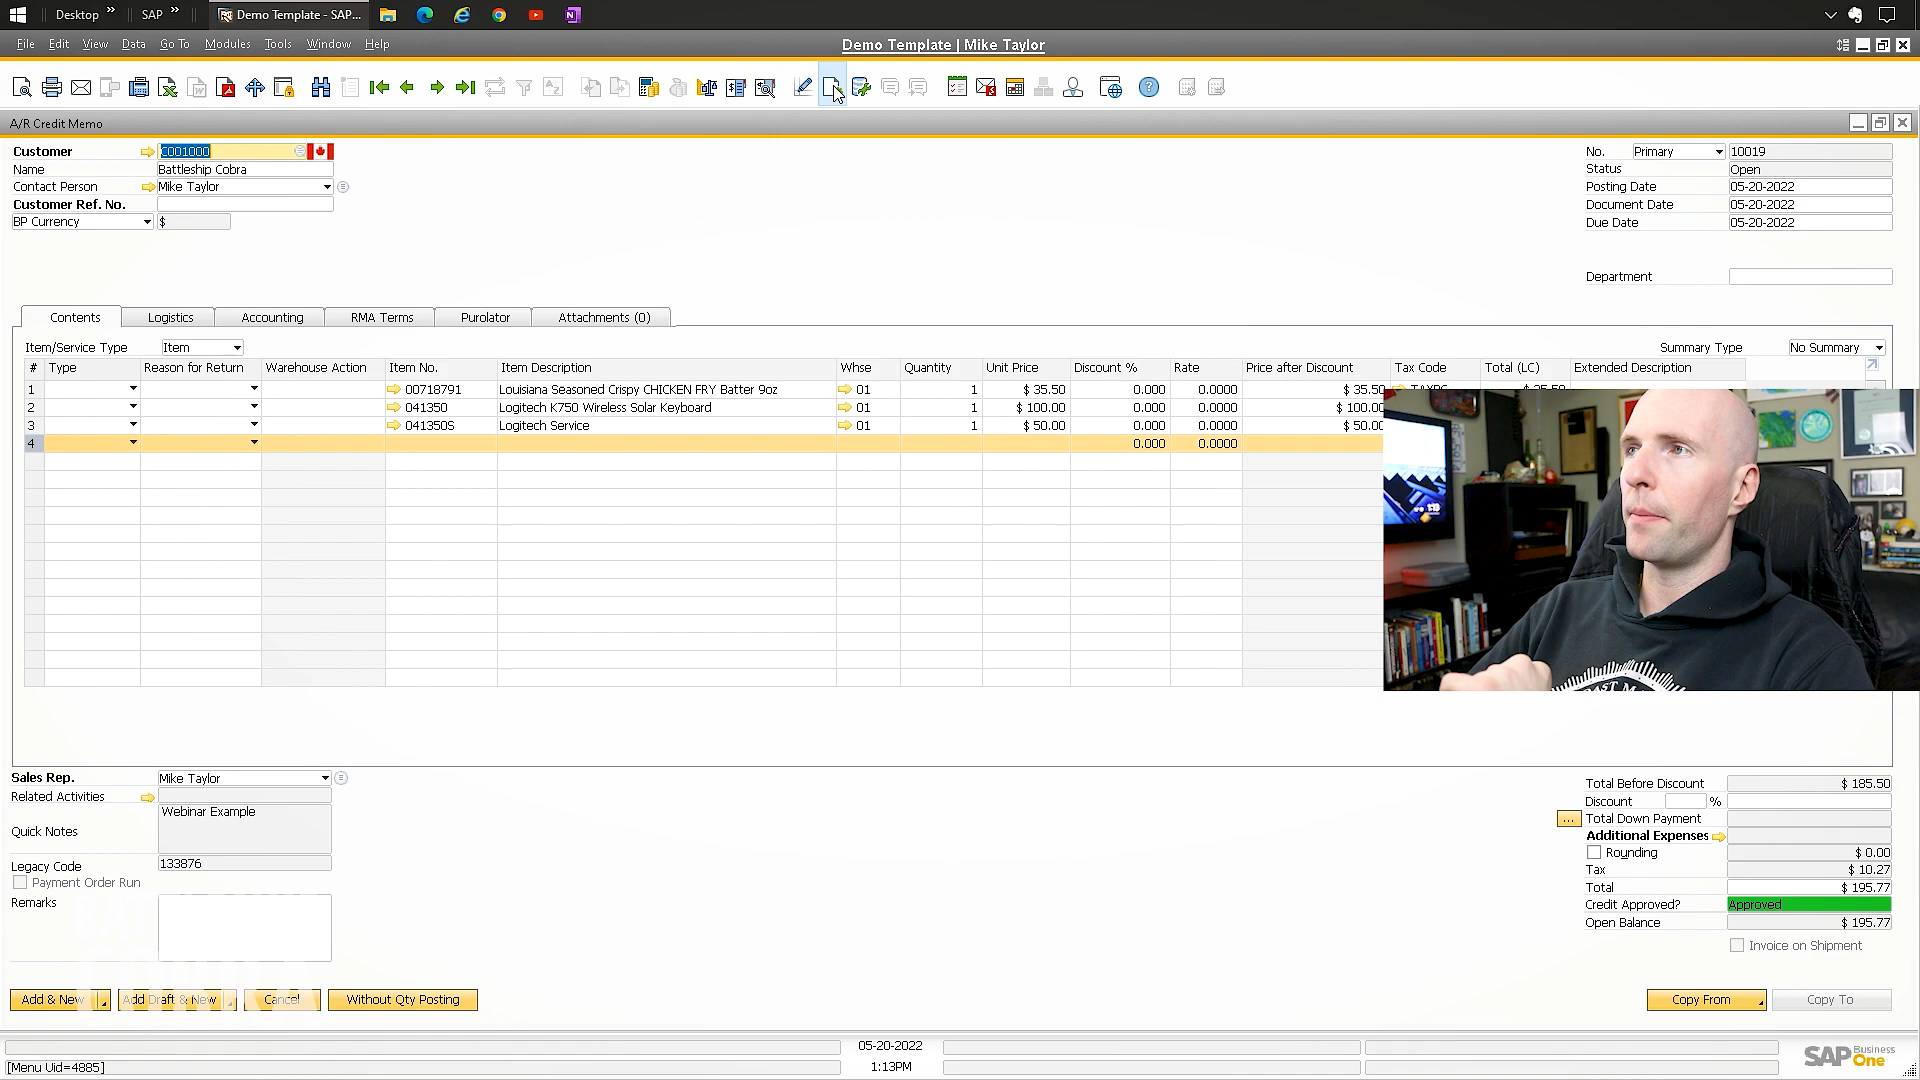 Desktop » SAP » Demo Template - SAP...
File Edit View Data Go To Modules Tools Window Help
Demo Template | Mike Taylor
A/R Credit Memo
Customer C001000
Name Battleship Cobra
Contact Person Mike Taylor
Customer Ref. No.
BP Currency $
No. Primary 10019
Status Open
Posting Date 05-20-2022
Document Date 05-20-2022
Due Date 05-20-2022
Department
Contents Logistics Accounting RMA Terms Purolator Attachments (0)
Item/Service Type Item Summary Type No Summary
# Type Reason for Return Warehouse Action Item No. Item Description Whse Quantity Unit Price Discount % Rate Price after Discount Tax Code Total (LC) Extended Description
1 00718791 Louisiana Seasoned Crispy CHICKEN FRY Batter 9oz 01 1 $ 35.50 0.000 0.0000 $ 35.50
2 041350 Logitech K750 Wireless Solar Keyboard 01 1 $ 100.00 0.000 0.0000 $ 100.00
3 041350S Logitech Service 01 1 $ 50.00 0.000 0.0000 $ 50.00
4 0.000 0.0000
Sales Rep. Mike Taylor
Related Activities
Quick Notes Webinar Example
Legacy Code 133876
Payment Order Run
Remarks
Total Before Discount $ 185.50
Discount %
... Total Down Payment
Additional Expenses
Rounding $ 0.00
Tax $ 10.27
Total $ 195.77
Credit Approved? Approved
Open Balance $ 195.77
Invoice on Shipment
Add & New Add Draft & New Cancel Without Qty Posting Copy From Copy To
05-20-2022
[Menu Uid=4885] 1:13PM
SAP Business One